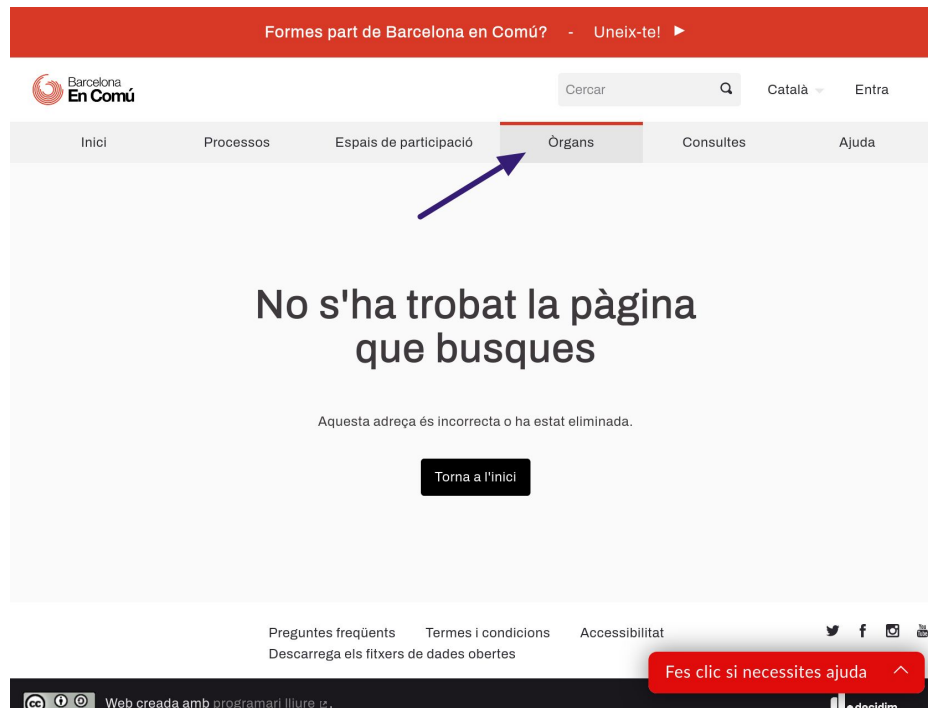 Formes part de Barcelona en Comú? - Uneix-te! ►
Barcelona
En Comú
Cercar
Català
Entra
Inici
Processos
Espais de participació
Òrgans
Consultes
Ajuda
No s'ha trobat la pàgina
que busques
Aquesta adreça és incorrecta o ha estat eliminada.
Torna a l'inici
Preguntes freqüents
Termes i condicions
Accessibilitat
Descarrega els fitxers de dades obertes
Fes clic si necessites ajuda
Web creada amb programari lliure.
decidim